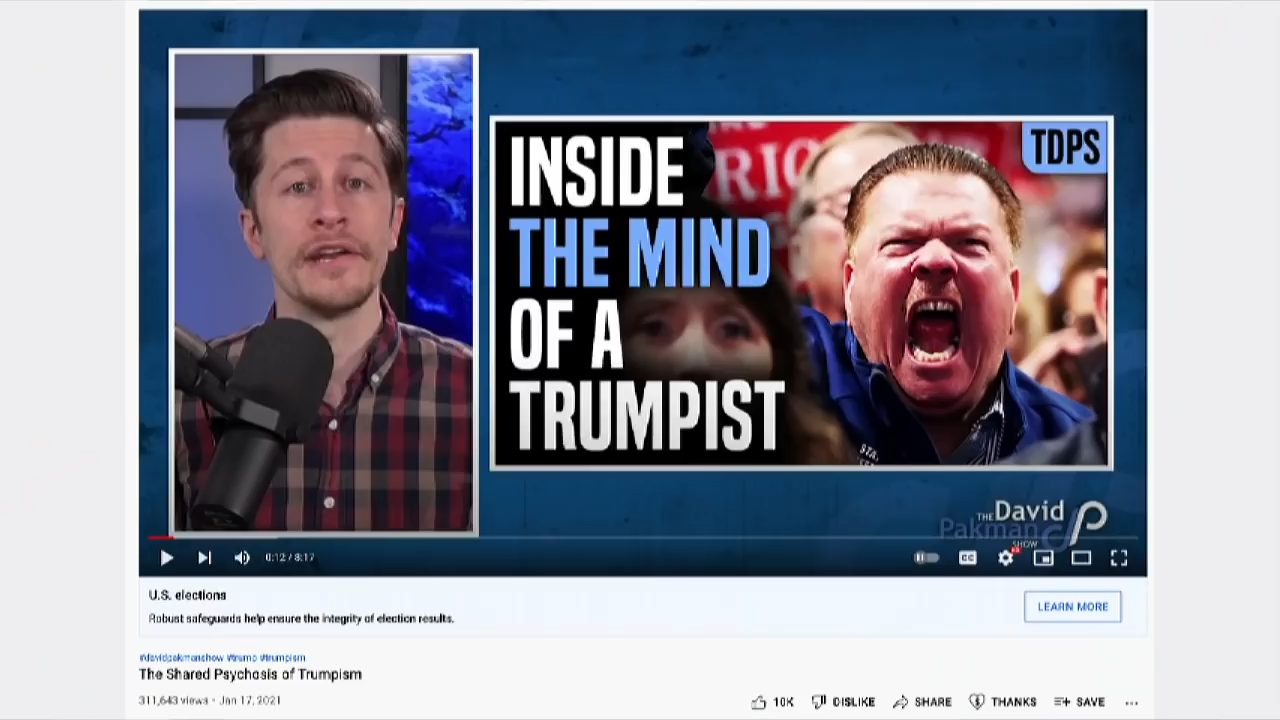 INSIDE
THE MIND
OF A
TRUMPIST
TDPS
THE David
Pakman
SHOW
0:12 / 8:17
CC
U.S. elections
Robust safeguards help ensure the integrity of election results.
LEARN MORE
#davidpakmanshow #trump #trumpism
The Shared Psychosis of Trumpism
311,643 views · Jan 17, 2021
10K
DISLIKE
SHARE
THANKS
SAVE